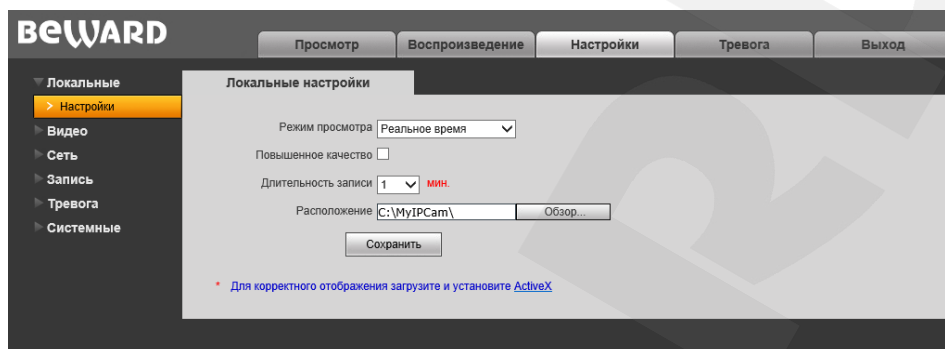 BEWARD
Просмотр Воспроизведение Настройки Тревога Выход
Локальные
> Настройки
Видео
Сеть
Запись
Тревога
Системные
Локальные настройки
Режим просмотра Реальное время
Повышенное качество
Длительность записи 1 мин.
Расположение C:\MyIPCam\ Обзор...
Сохранить
* Для корректного отображения загрузите и установите ActiveX